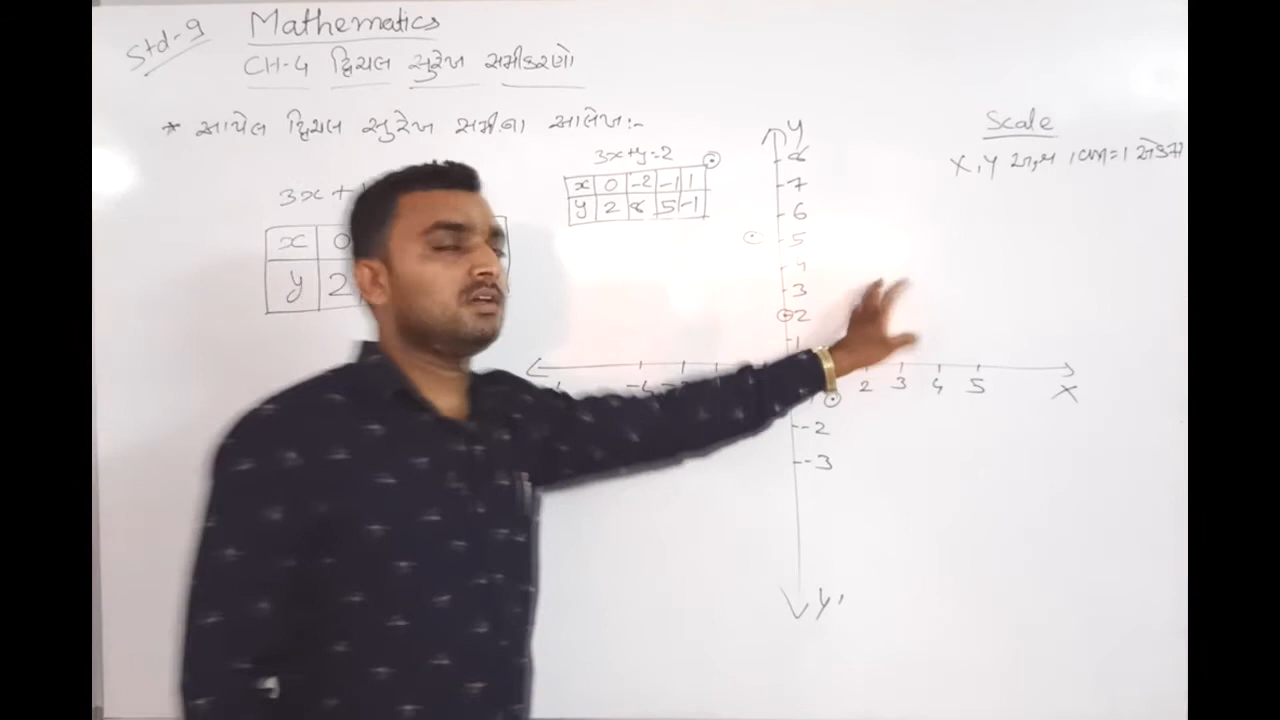 Std-9
Mathematics
CH-4 દ્વિચલ સુરેખ સમીકરણો
* આપેલ દ્વિચલ સુરેખ સમી.ના આલેખ:-
Scale
X, Y 1cm = 1
3x+y=2
x 0 -2 -1 1
y 2 8 5 -1
3x +
x 0
y 2
Y
8
7
6
5
4
3
2
1
2 3 4 5
X
-2
-3
Y'